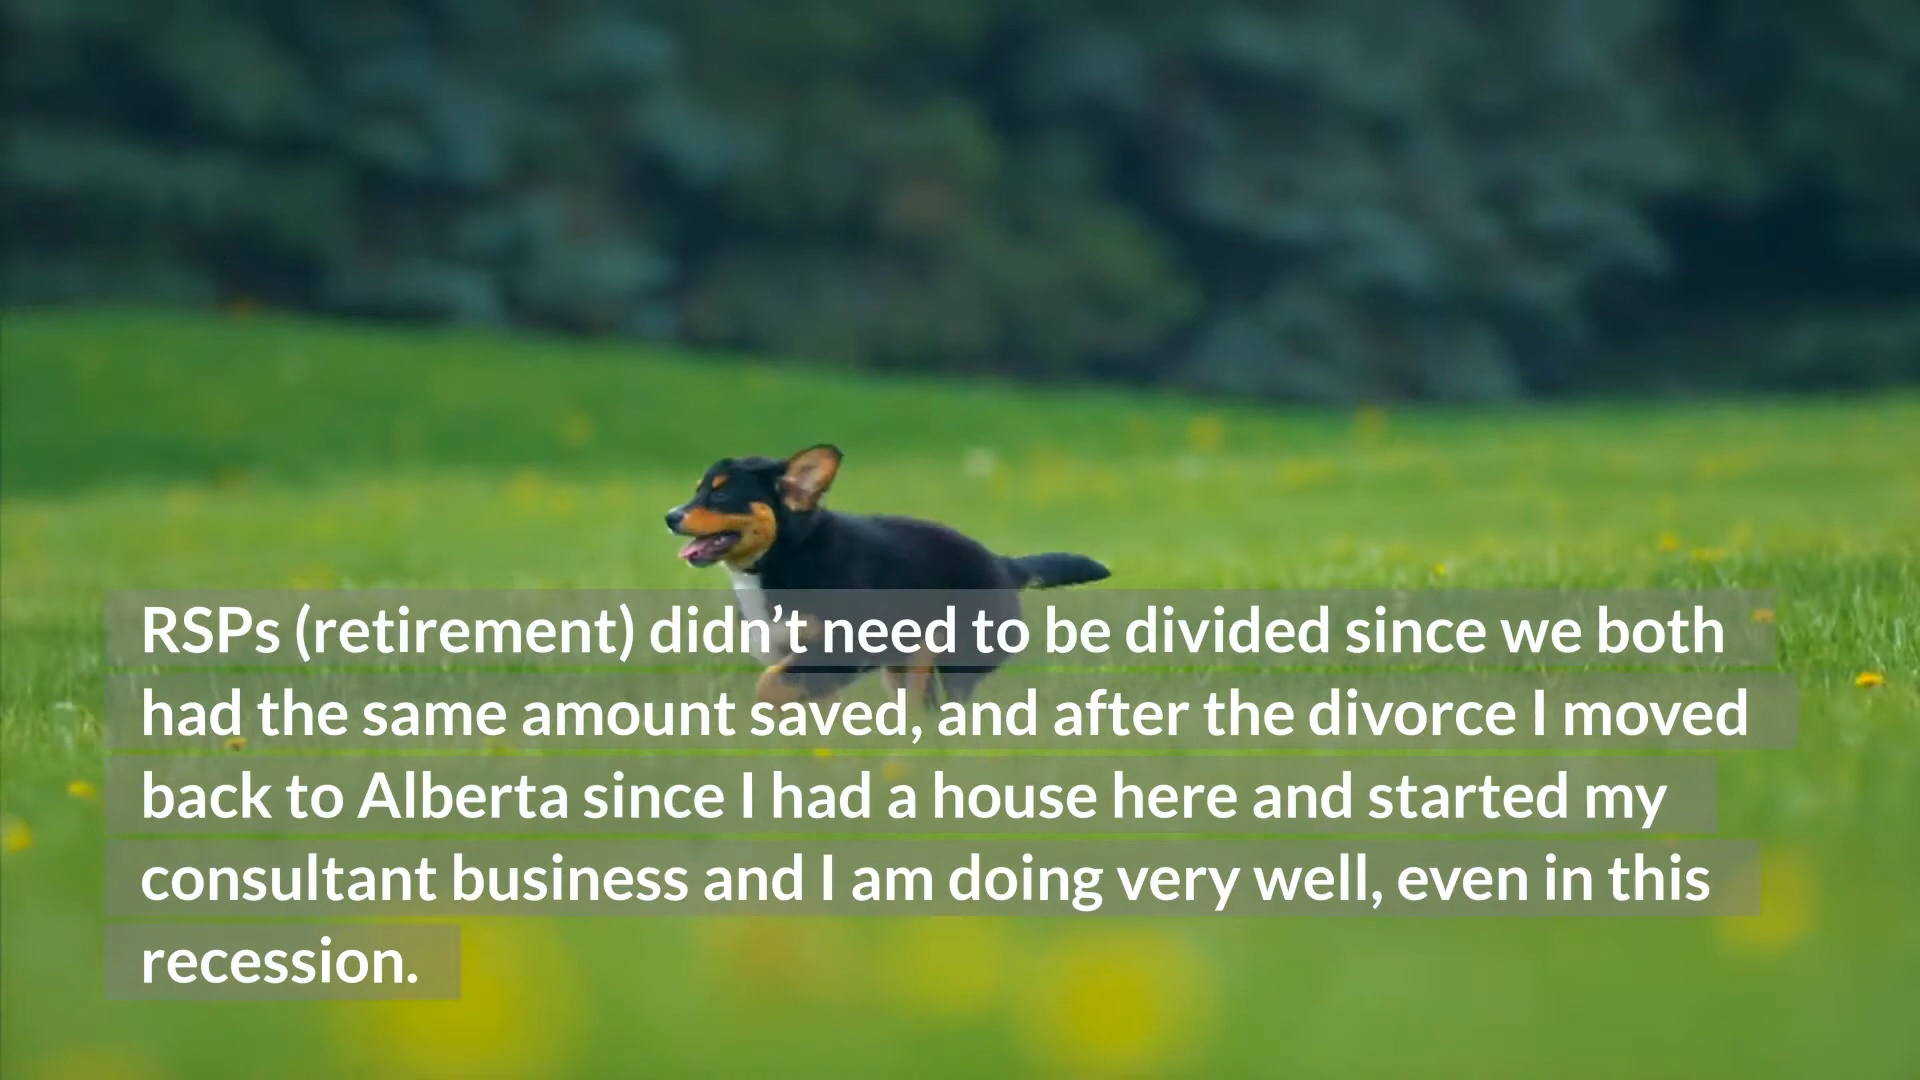 RSPs (retirement) didn’t need to be divided since we both
had the same amount saved, and after the divorce I moved
back to Alberta since I had a house here and started my
consultant business and I am doing very well, even in this
recession.